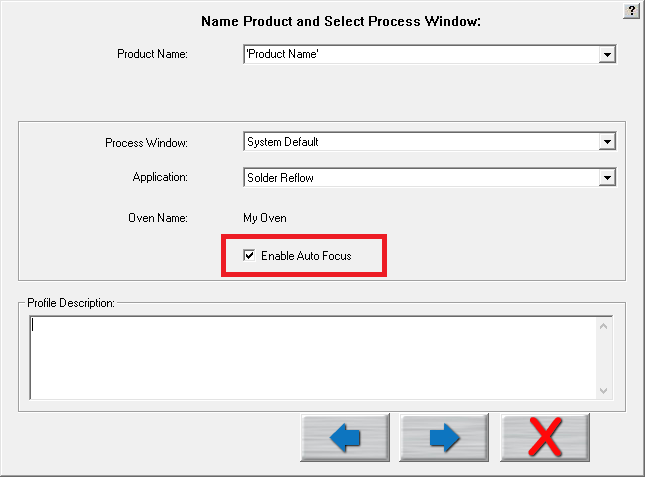 ?
Name Product and Select Process Window:
Product Name: 'Product Name'
Process Window: System Default
Application: Solder Reflow
Oven Name: My Oven
Enable Auto Focus
Profile Description: